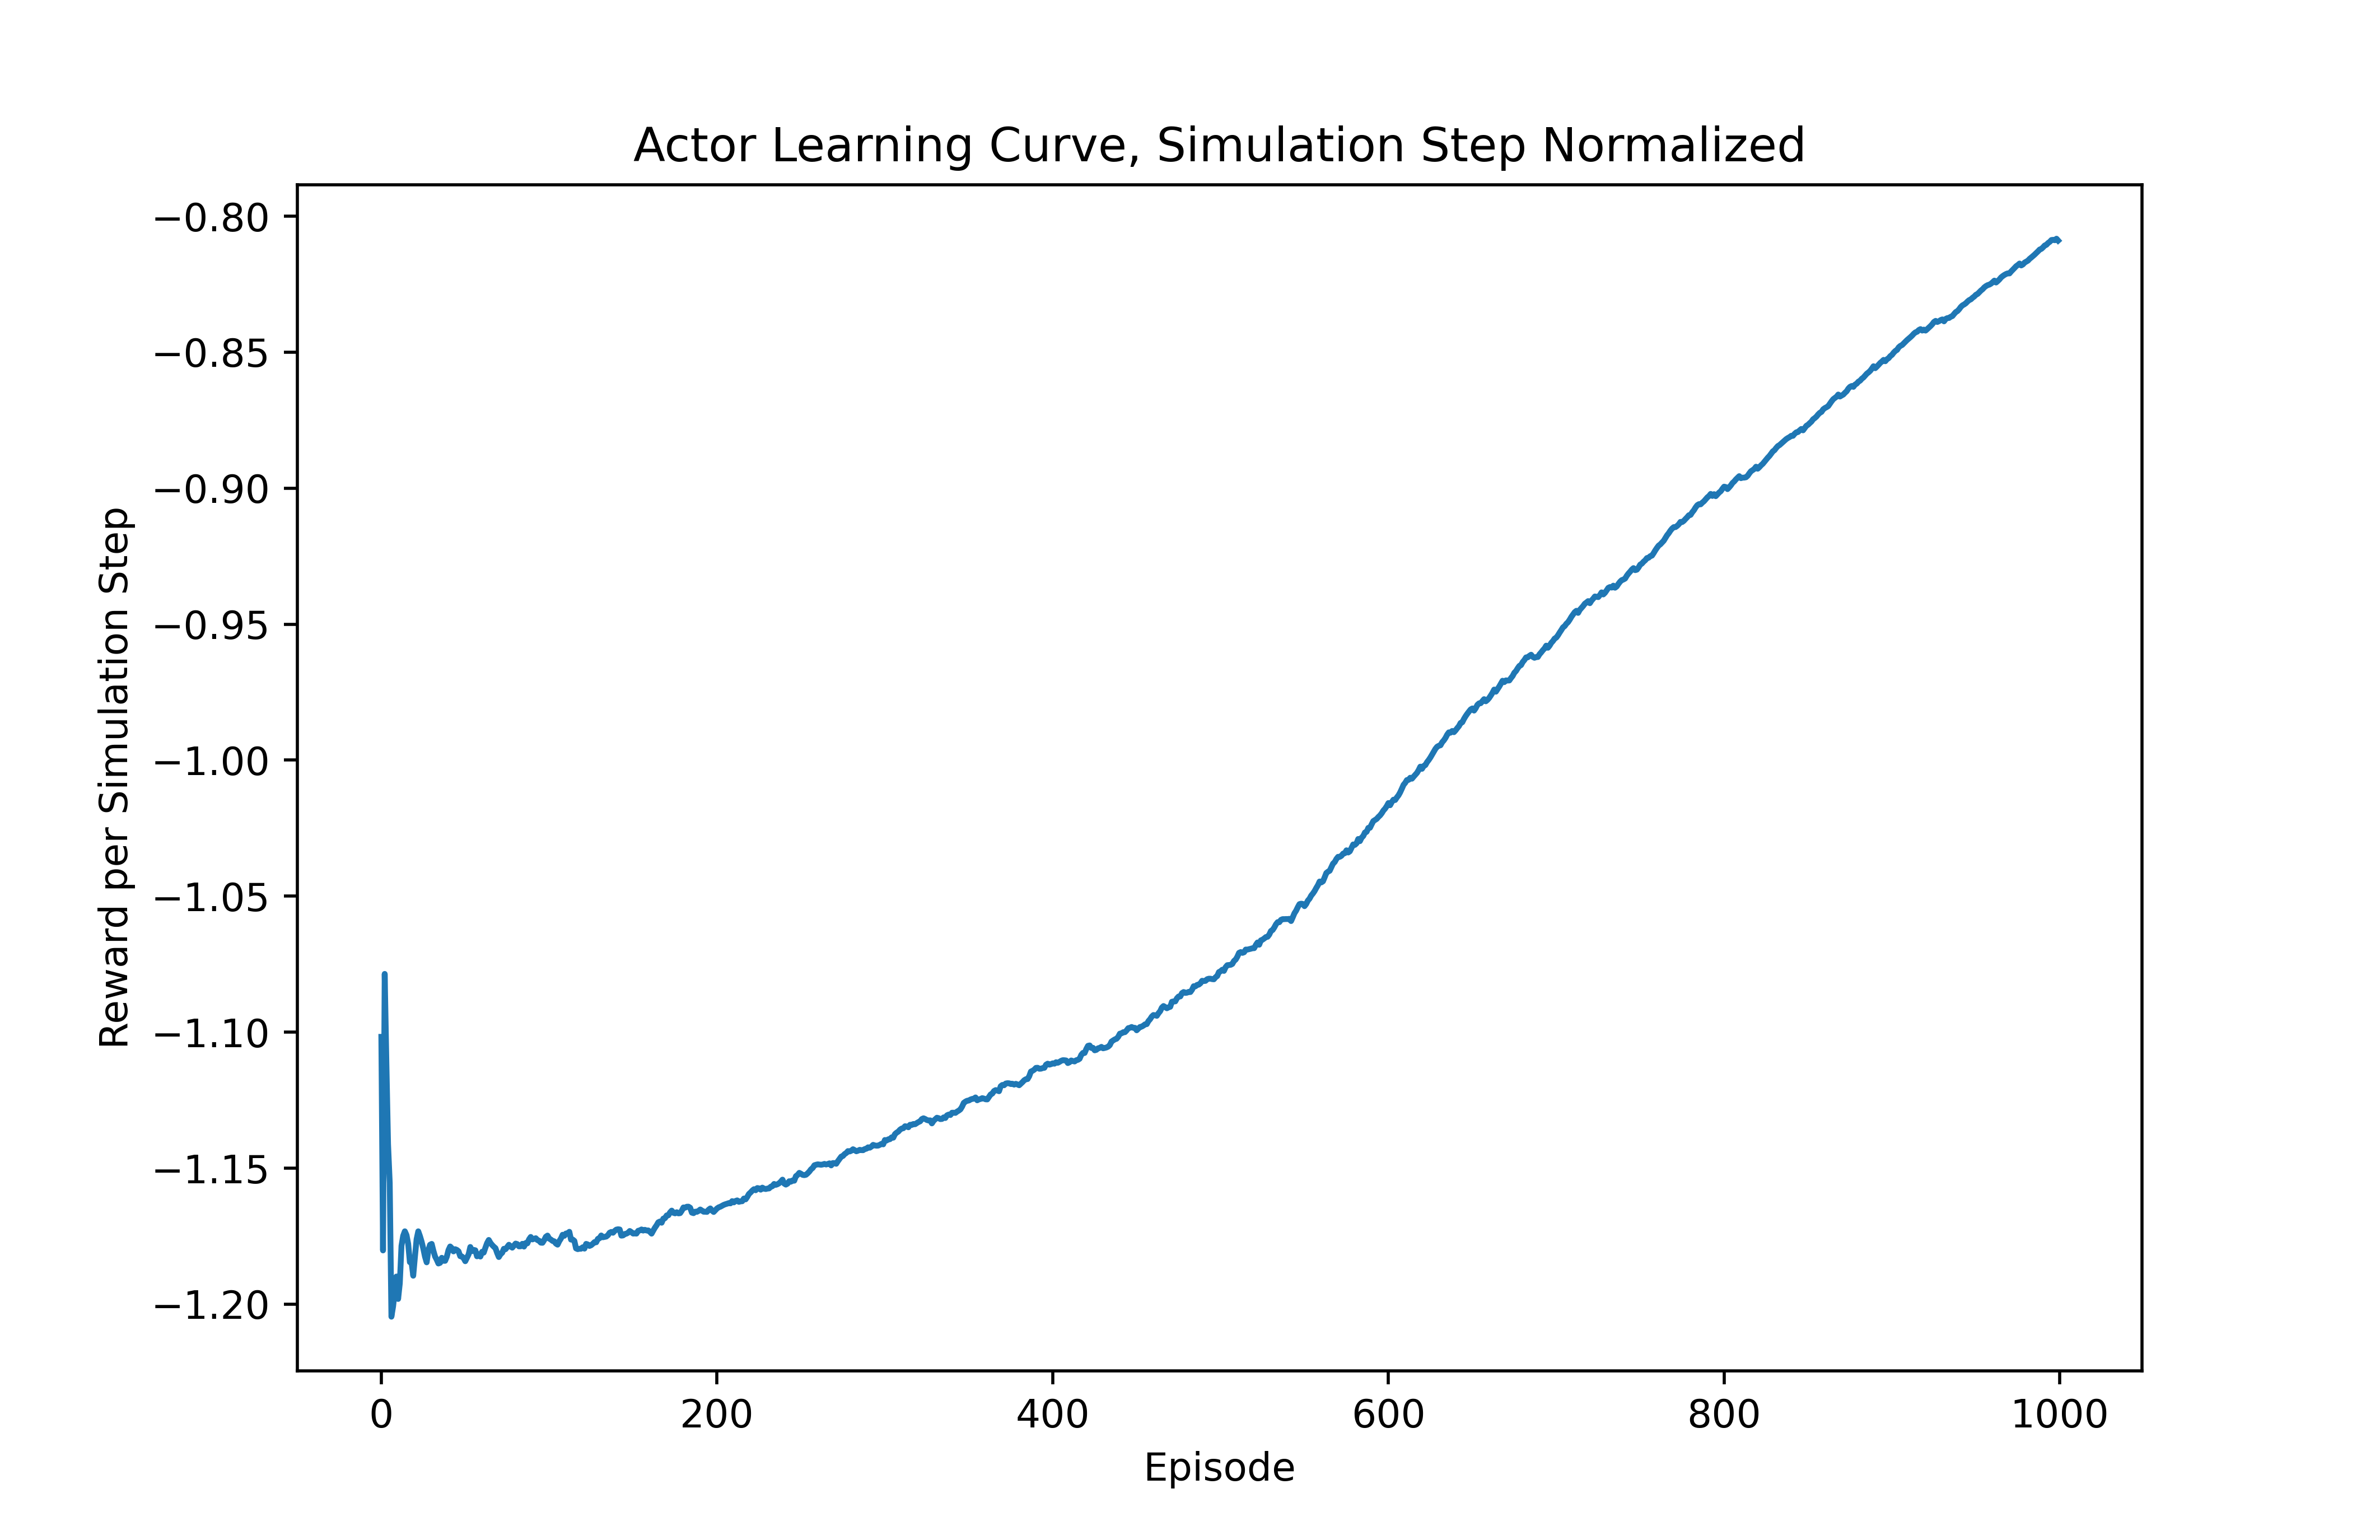 Actor Learning Curve, Simulation Step Normalized
−0.80
−0.85
−0.90
−0.95
−1.00
−1.05
−1.10
−1.15
−1.20
Reward per Simulation Step
0 200 400 600 800 1000
Episode